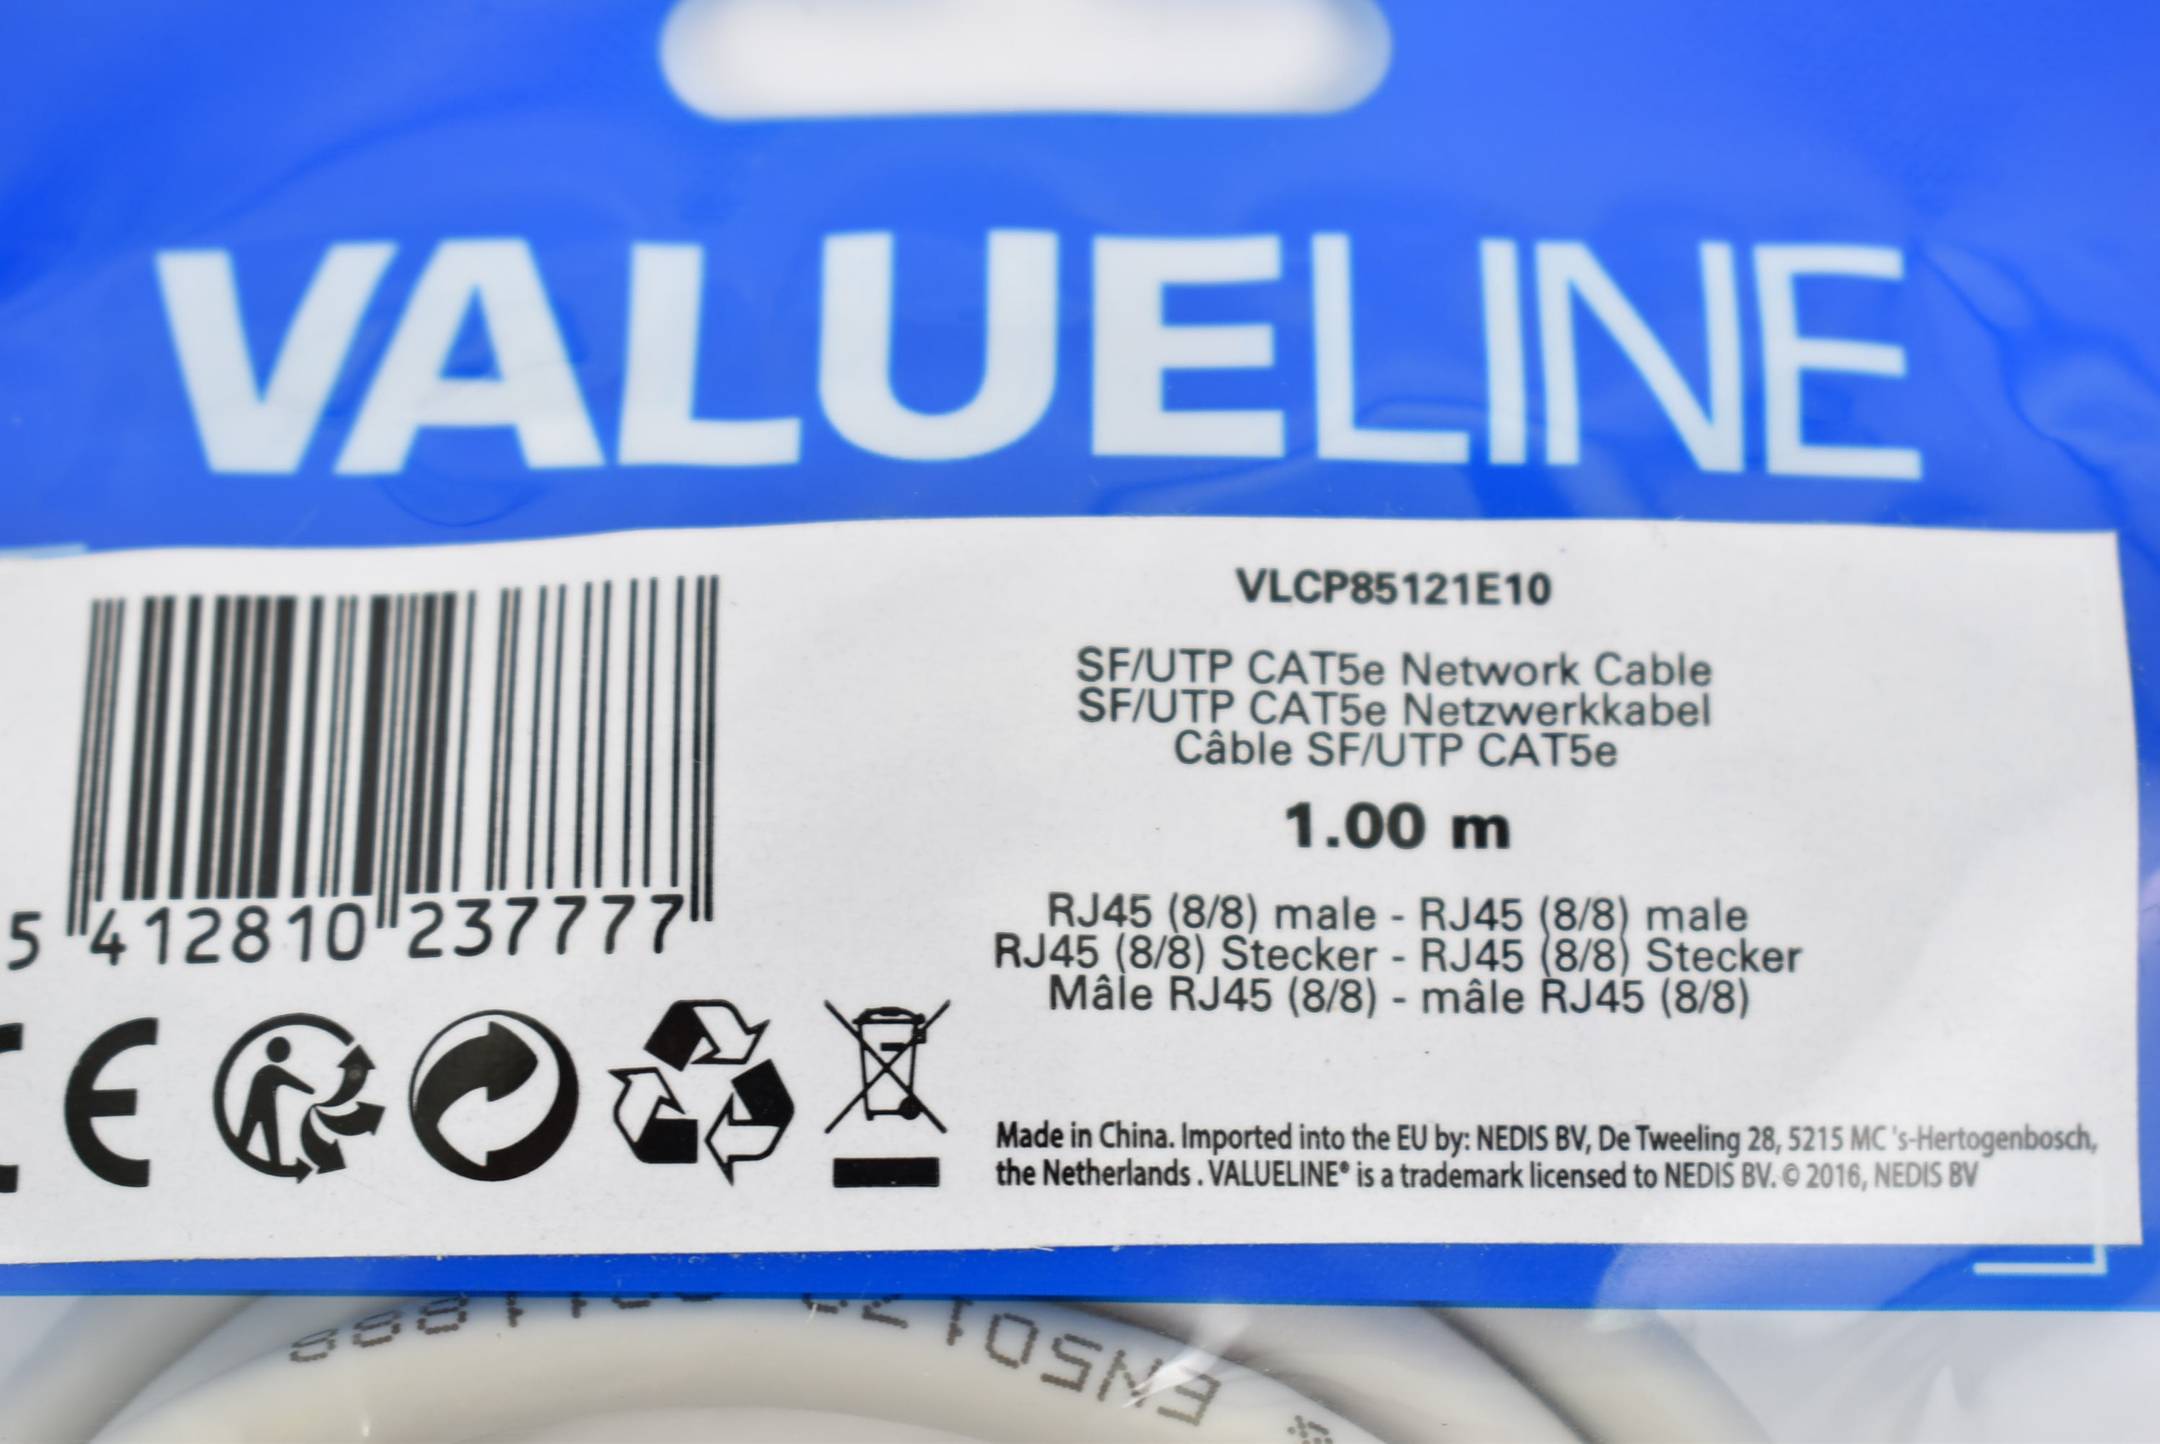 VALUELINE
VLCP85121E10
SF/UTP CAT5e Network Cable
SF/UTP CAT5e Netzwerkkabel
Câble SF/UTP CAT5e
1.00 m
RJ45 (8/8) male - RJ45 (8/8) male
RJ45 (8/8) Stecker - RJ45 (8/8) Stecker
Mâle RJ45 (8/8) - mâle RJ45 (8/8)
5 412810 237777
CE
Made in China. Imported into the EU by: NEDIS BV, De Tweeling 28, 5215 MC 's-Hertogenbosch,
the Netherlands . VALUELINE® is a trademark licensed to NEDIS BV. © 2016, NEDIS BV